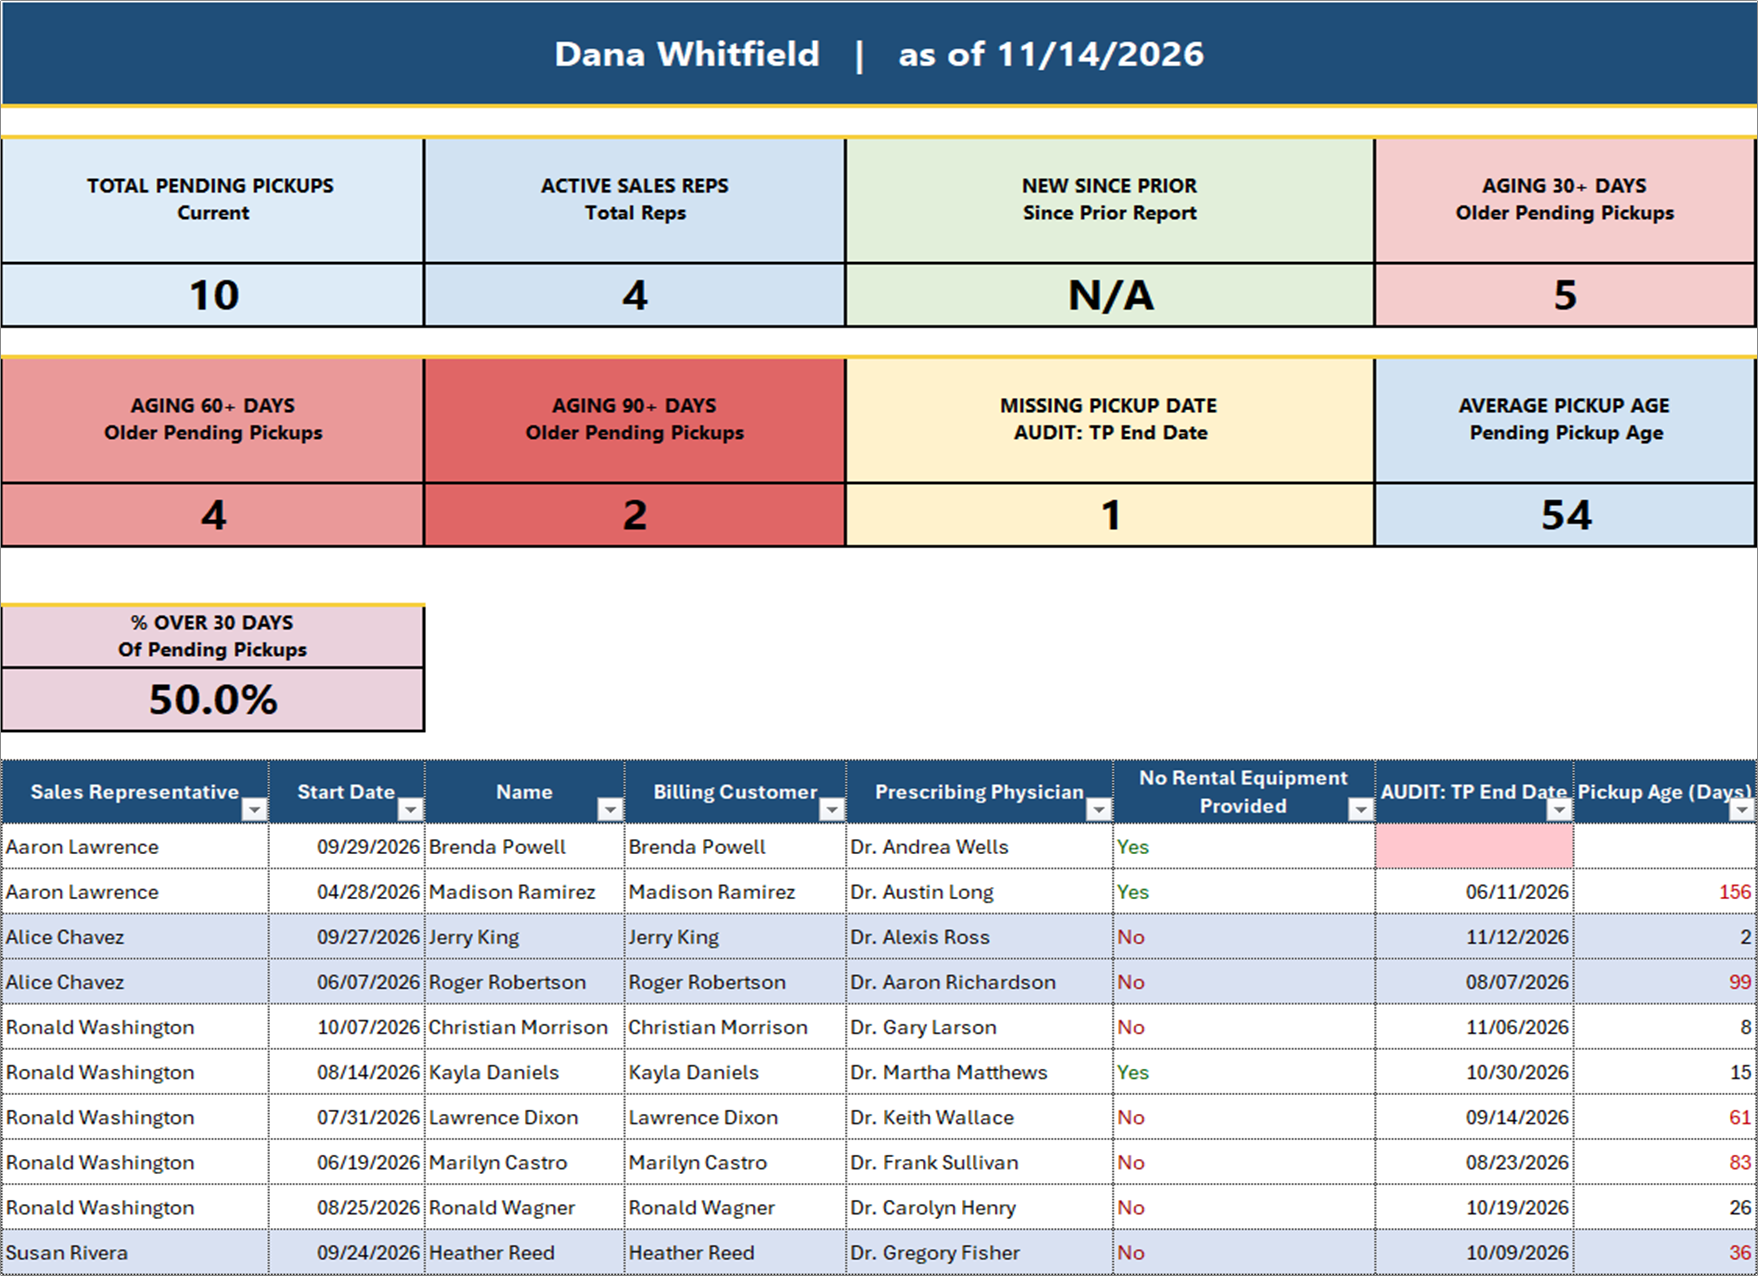 Dana Whitfield | as of 11/14/2026
TOTAL PENDING PICKUPS
Current
ACTIVE SALES REPS
Total Reps
NEW SINCE PRIOR
Since Prior Report
AGING 30+ DAYS
Older Pending Pickups
10
4
N/A
5
AGING 60+ DAYS
Older Pending Pickups
AGING 90+ DAYS
Older Pending Pickups
MISSING PICKUP DATE
AUDIT: TP End Date
AVERAGE PICKUP AGE
Pending Pickup Age
4
2
1
54
% OVER 30 DAYS
Of Pending Pickups
50.0%
Sales Representative Start Date Name Billing Customer Prescribing Physician No Rental Equipment Provided AUDIT: TP End Date Pickup Age (Days)
Aaron Lawrence 09/29/2026 Brenda Powell Brenda Powell Dr. Andrea Wells Yes
Aaron Lawrence 04/28/2026 Madison Ramirez Madison Ramirez Dr. Austin Long Yes 06/11/2026 156
Alice Chavez 09/27/2026 Jerry King Jerry King Dr. Alexis Ross No 11/12/2026 2
Alice Chavez 06/07/2026 Roger Robertson Roger Robertson Dr. Aaron Richardson No 08/07/2026 99
Ronald Washington 10/07/2026 Christian Morrison Christian Morrison Dr. Gary Larson No 11/06/2026 8
Ronald Washington 08/14/2026 Kayla Daniels Kayla Daniels Dr. Martha Matthews Yes 10/30/2026 15
Ronald Washington 07/31/2026 Lawrence Dixon Lawrence Dixon Dr. Keith Wallace No 09/14/2026 61
Ronald Washington 06/19/2026 Marilyn Castro Marilyn Castro Dr. Frank Sullivan No 08/23/2026 83
Ronald Washington 08/25/2026 Ronald Wagner Ronald Wagner Dr. Carolyn Henry No 10/19/2026 26
Susan Rivera 09/24/2026 Heather Reed Heather Reed Dr. Gregory Fisher No 10/09/2026 36